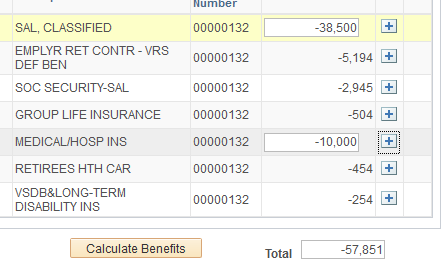 Number
SAL, CLASSIFIED 00000132 -38,500
EMPLYR RET CONTR - VRS
DEF BEN 00000132 -5,194
SOC SECURITY-SAL 00000132 -2,945
GROUP LIFE INSURANCE 00000132 -504
MEDICAL/HOSP INS 00000132 -10,000
RETIREES HTH CAR 00000132 -454
VSDB&LONG-TERM
DISABILITY INS 00000132 -254
Calculate Benefits Total -57,851